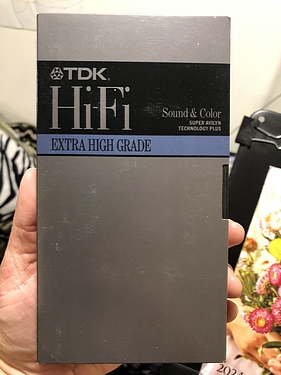 TDK
HiFi
Sound & Color
SUPER AVILYN
TECHNOLOGY PLUS
EXTRA HIGH GRADE